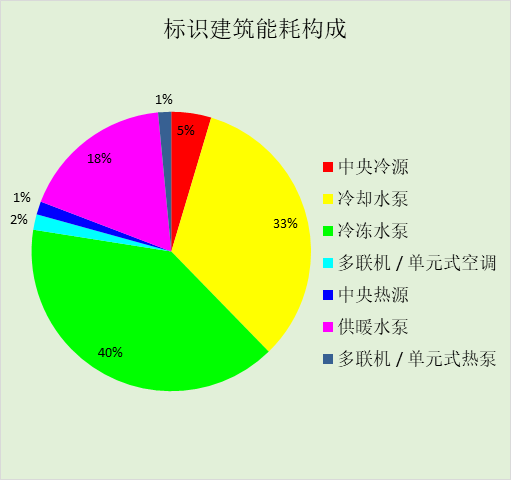 标识建筑能耗构成
1%
5%
18%
33%
1%
2%
40%
中央冷源
冷却水泵
冷冻水泵
多联机 / 单元式空调
中央热源
供暖水泵
多联机 / 单元式热泵